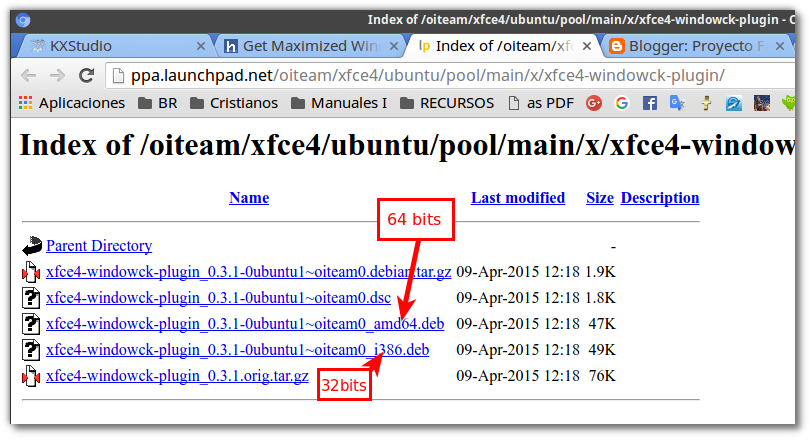 Index of /oiteam/xfce4/ubuntu/pool/main/x/xfce4-windowck-plugin - C
KXStudio
Get Maximized Win
lp Index of /oiteam/xfc
Blogger: Proyecto F
ppa.launchpad.net/oiteam/xfce4/ubuntu/pool/main/x/xfce4-windowck-plugin/
Aplicaciones BR Cristianos Manuales I RECURSOS as PDF
Index of /oiteam/xfce4/ubuntu/pool/main/x/xfce4-window
Name Last modified Size Description
64 bits
Parent Directory -
xfce4-windowck-plugin_0.3.1-0ubuntu1~oiteam0.debian.tar.gz 09-Apr-2015 12:18 1.9K
xfce4-windowck-plugin_0.3.1-0ubuntu1~oiteam0.dsc 09-Apr-2015 12:18 1.8K
xfce4-windowck-plugin_0.3.1-0ubuntu1~oiteam0_amd64.deb 09-Apr-2015 12:18 47K
xfce4-windowck-plugin_0.3.1-0ubuntu1~oiteam0_i386.deb 09-Apr-2015 12:18 49K
xfce4-windowck-plugin_0.3.1.orig.tar.gz 09-Apr-2015 12:18 76K
32bits